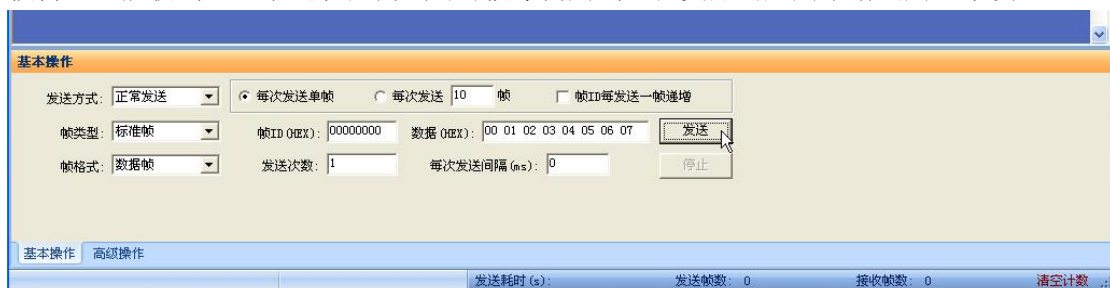 基本操作
发送方式: 正常发送 每次发送单帧 每次发送 10 帧 帧ID每发送一帧递增
帧类型: 标准帧 帧ID(HEX): 00000000 数据(HEX): 00 01 02 03 04 05 06 07 发送
帧格式: 数据帧 发送次数: 1 每次发送间隔(ms): 0 停止
基本操作 高级操作
发送耗时(s): 发送帧数: 0 接收帧数: 0 清空计数